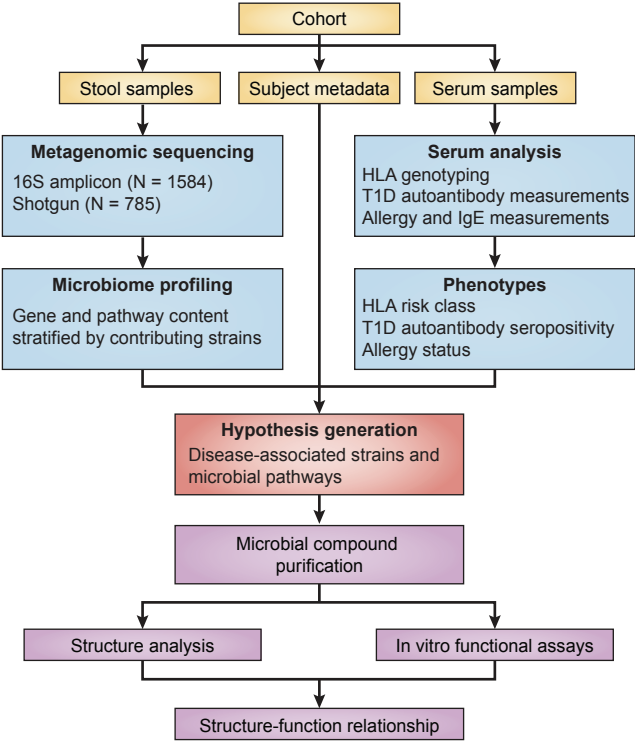 Cohort
Stool samples
Subject metadata
Serum samples
Metagenomic sequencing
16S amplicon (N = 1584)
Shotgun (N = 785)
Serum analysis
HLA genotyping
T1D autoantibody measurements
Allergy and IgE measurements
Microbiome profiling
Gene and pathway content
stratified by contributing strains
Phenotypes
HLA risk class
T1D autoantibody seropositivity
Allergy status
Hypothesis generation
Disease-associated strains and
microbial pathways
Microbial compound
purification
Structure analysis
In vitro functional assays
Structure-function relationship